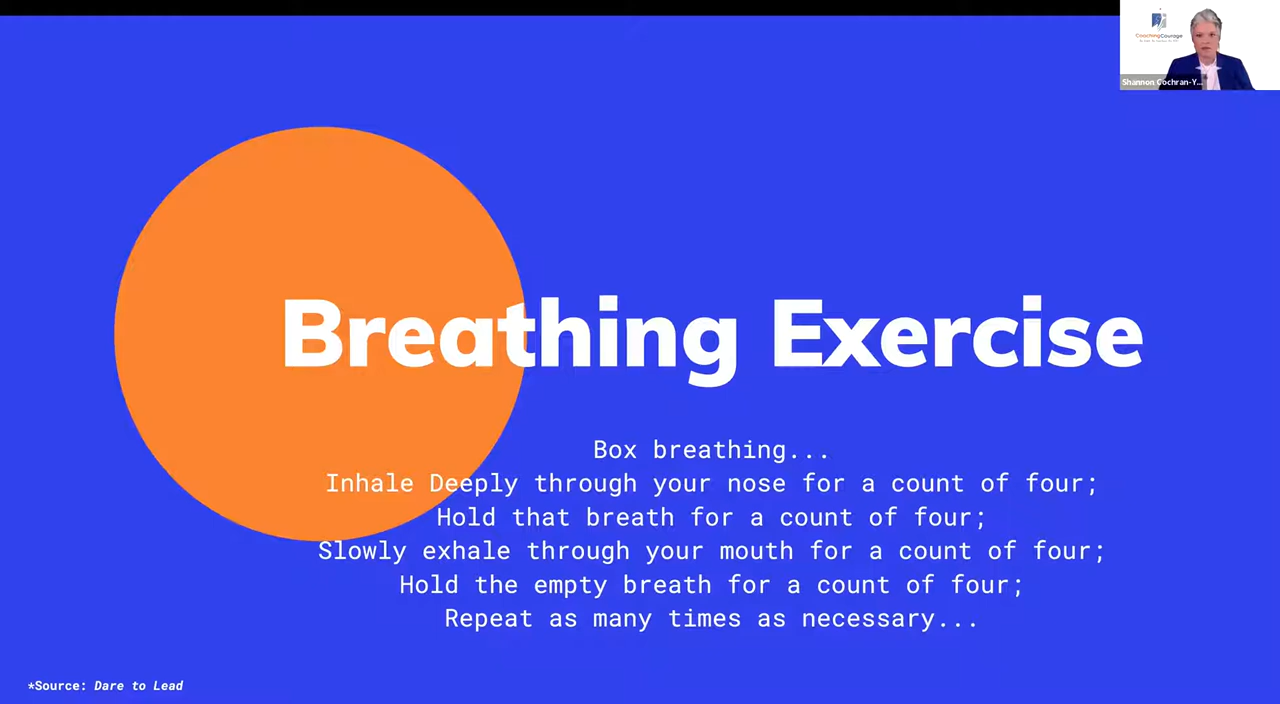 CoachingCourage
Shannon Cochran-Y...
Breathing Exercise
Box breathing...
Inhale Deeply through your nose for a count of four;
Hold that breath for a count of four;
Slowly exhale through your mouth for a count of four;
Hold the empty breath for a count of four;
Repeat as many times as necessary...
*Source: Dare to Lead